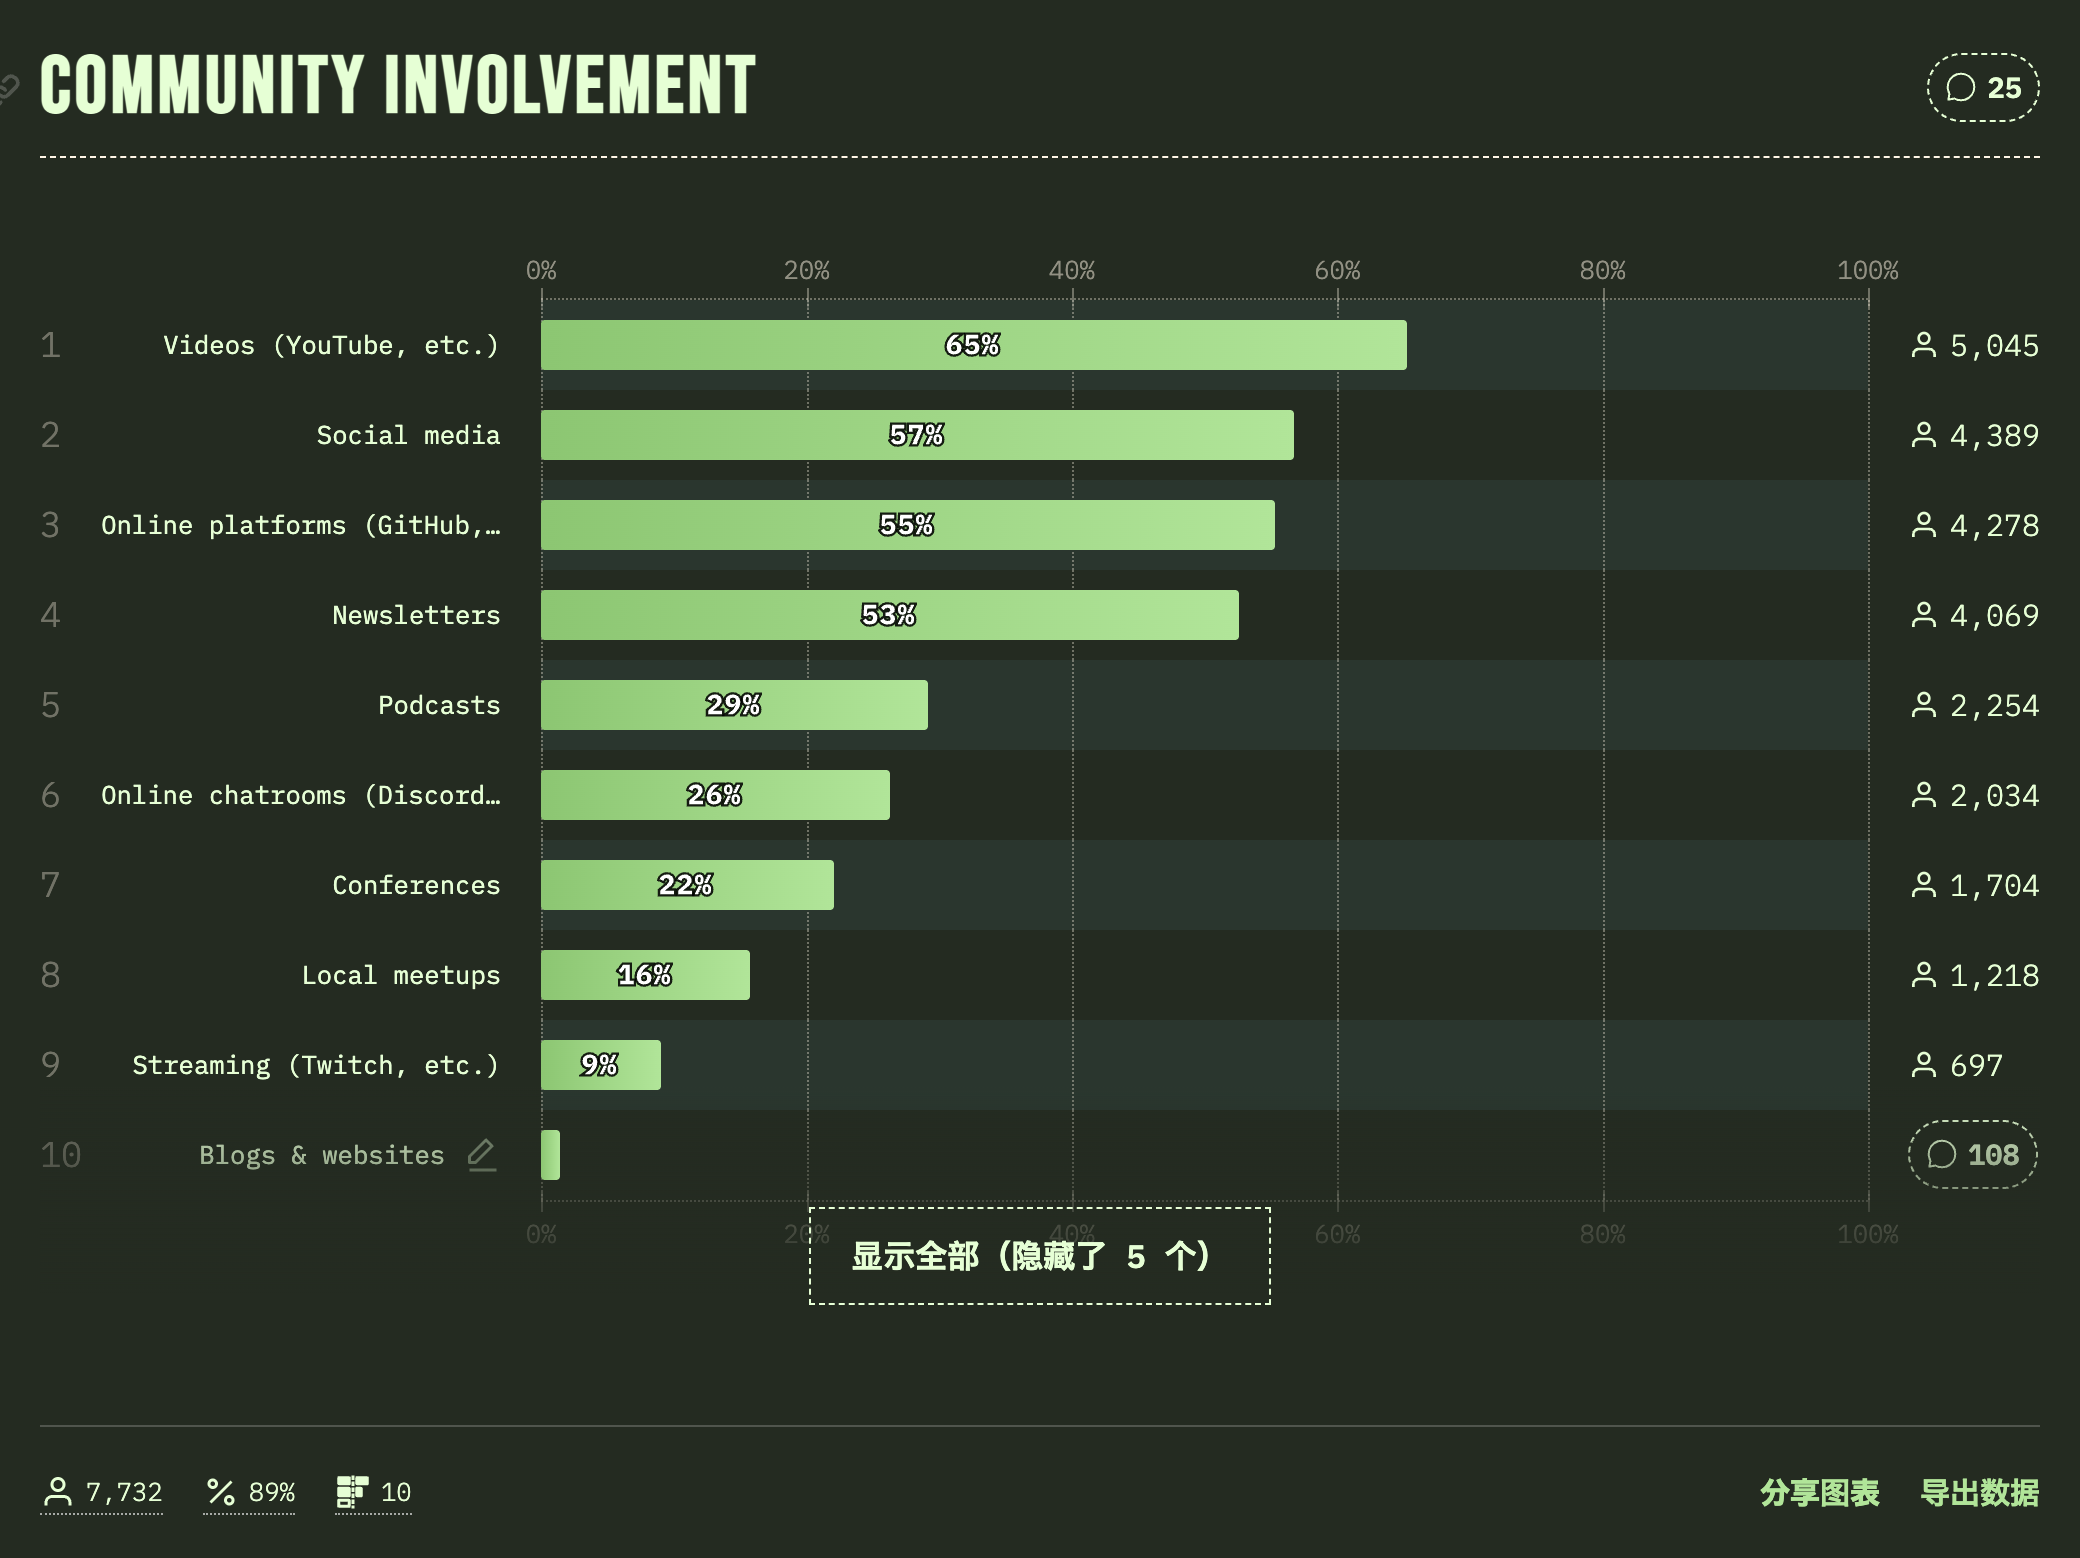 COMMUNITY INVOLVEMENT
25
0% 20% 40% 60% 80% 100%
1 Videos (YouTube, etc.) 65% 5,045
2 Social media 57% 4,389
3 Online platforms (GitHub,… 55% 4,278
4 Newsletters 53% 4,069
5 Podcasts 29% 2,254
6 Online chatrooms (Discord… 26% 2,034
7 Conferences 22% 1,704
8 Local meetups 16% 1,218
9 Streaming (Twitch, etc.) 9% 697
10 Blogs & websites 108
0% 20% 40% 60% 80% 100%
显示全部（隐藏了 5 个）
7,732 89% 10 分享图表 导出数据